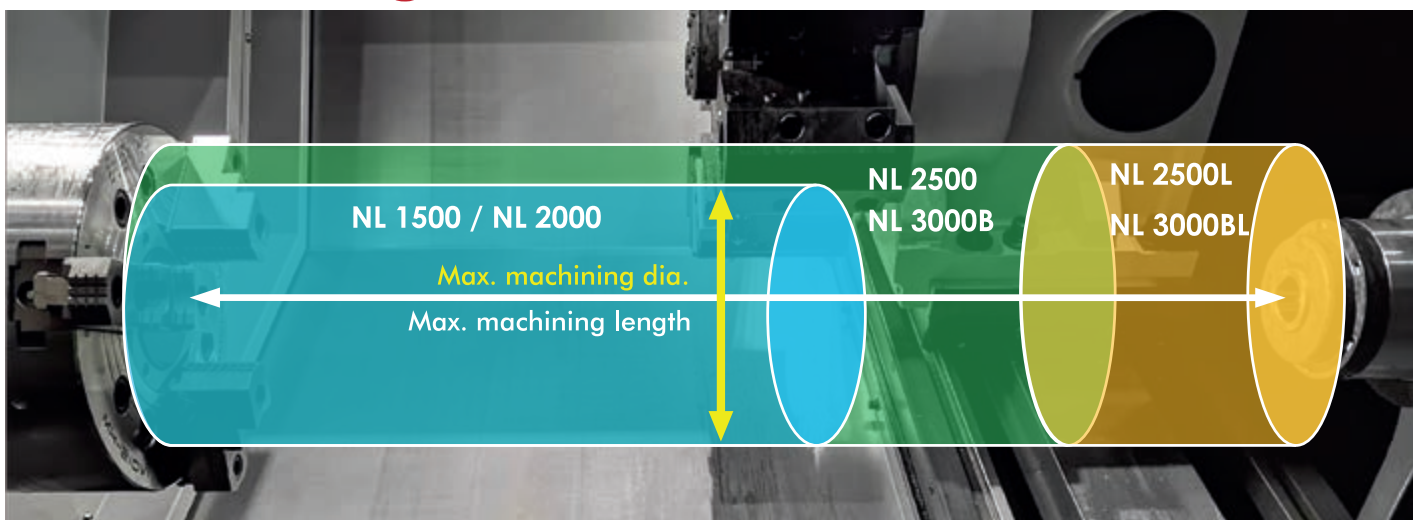 NL 1500 / NL 2000
Max. machining dia.
Max. machining length
NL 2500
NL 3000B
NL 2500L
NL 3000BL